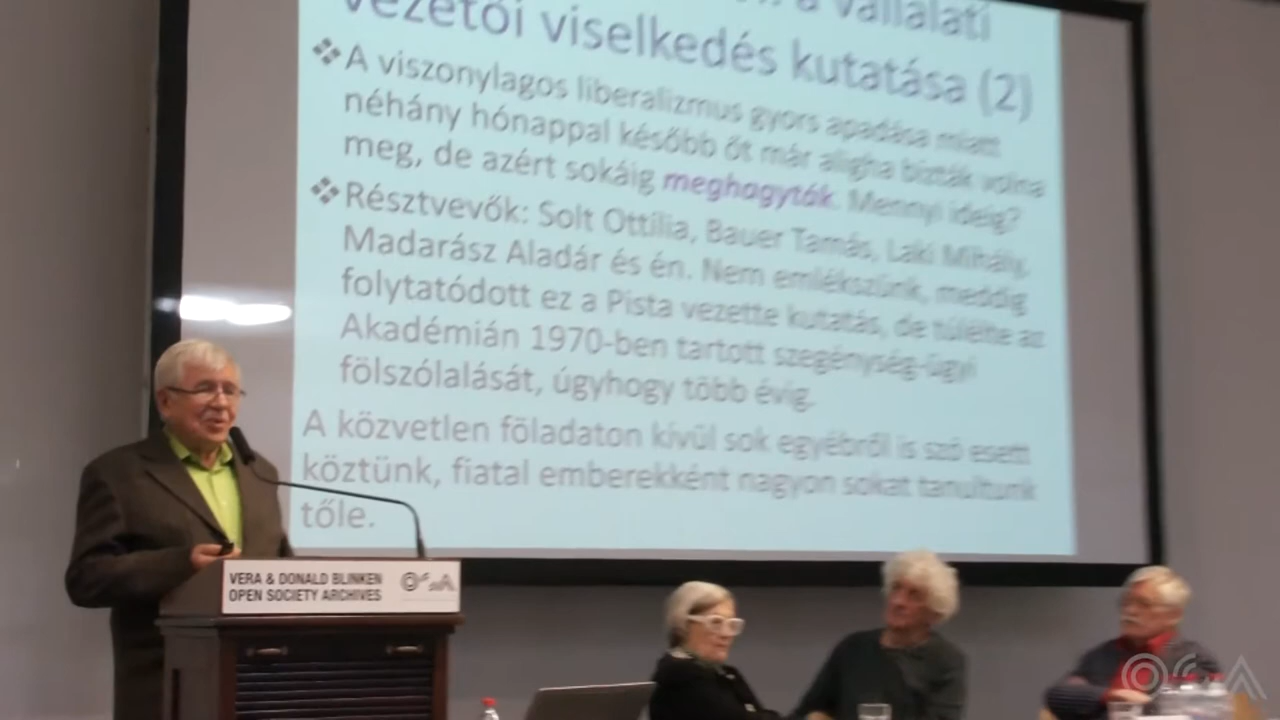 a vállalati
vezetői viselkedés kutatása (2)
❖A viszonylagos liberalizmus gyors apadása miatt
néhány hónappal később őt már aligha bízták volna
meg, de azért sokáig meghagyták. Mennyi ideig?
❖Résztvevők: Solt Ottilia, Bauer Tamás, Laki Mihály,
Madarász Aladár és én. Nem emlékszünk, meddig
folytatódott ez a Pista vezette kutatás, de túlélte az
Akadémián 1970-ben tartott szegénység-ügyi
fölszólalását, úgyhogy több évig.
A közvetlen föladaton kívül sok egyébről is szó esett
köztünk, fiatal emberekként nagyon sokat tanultunk
tőle.
VERA & DONALD BLINKEN
OPEN SOCIETY ARCHIVES
OSA
OSA